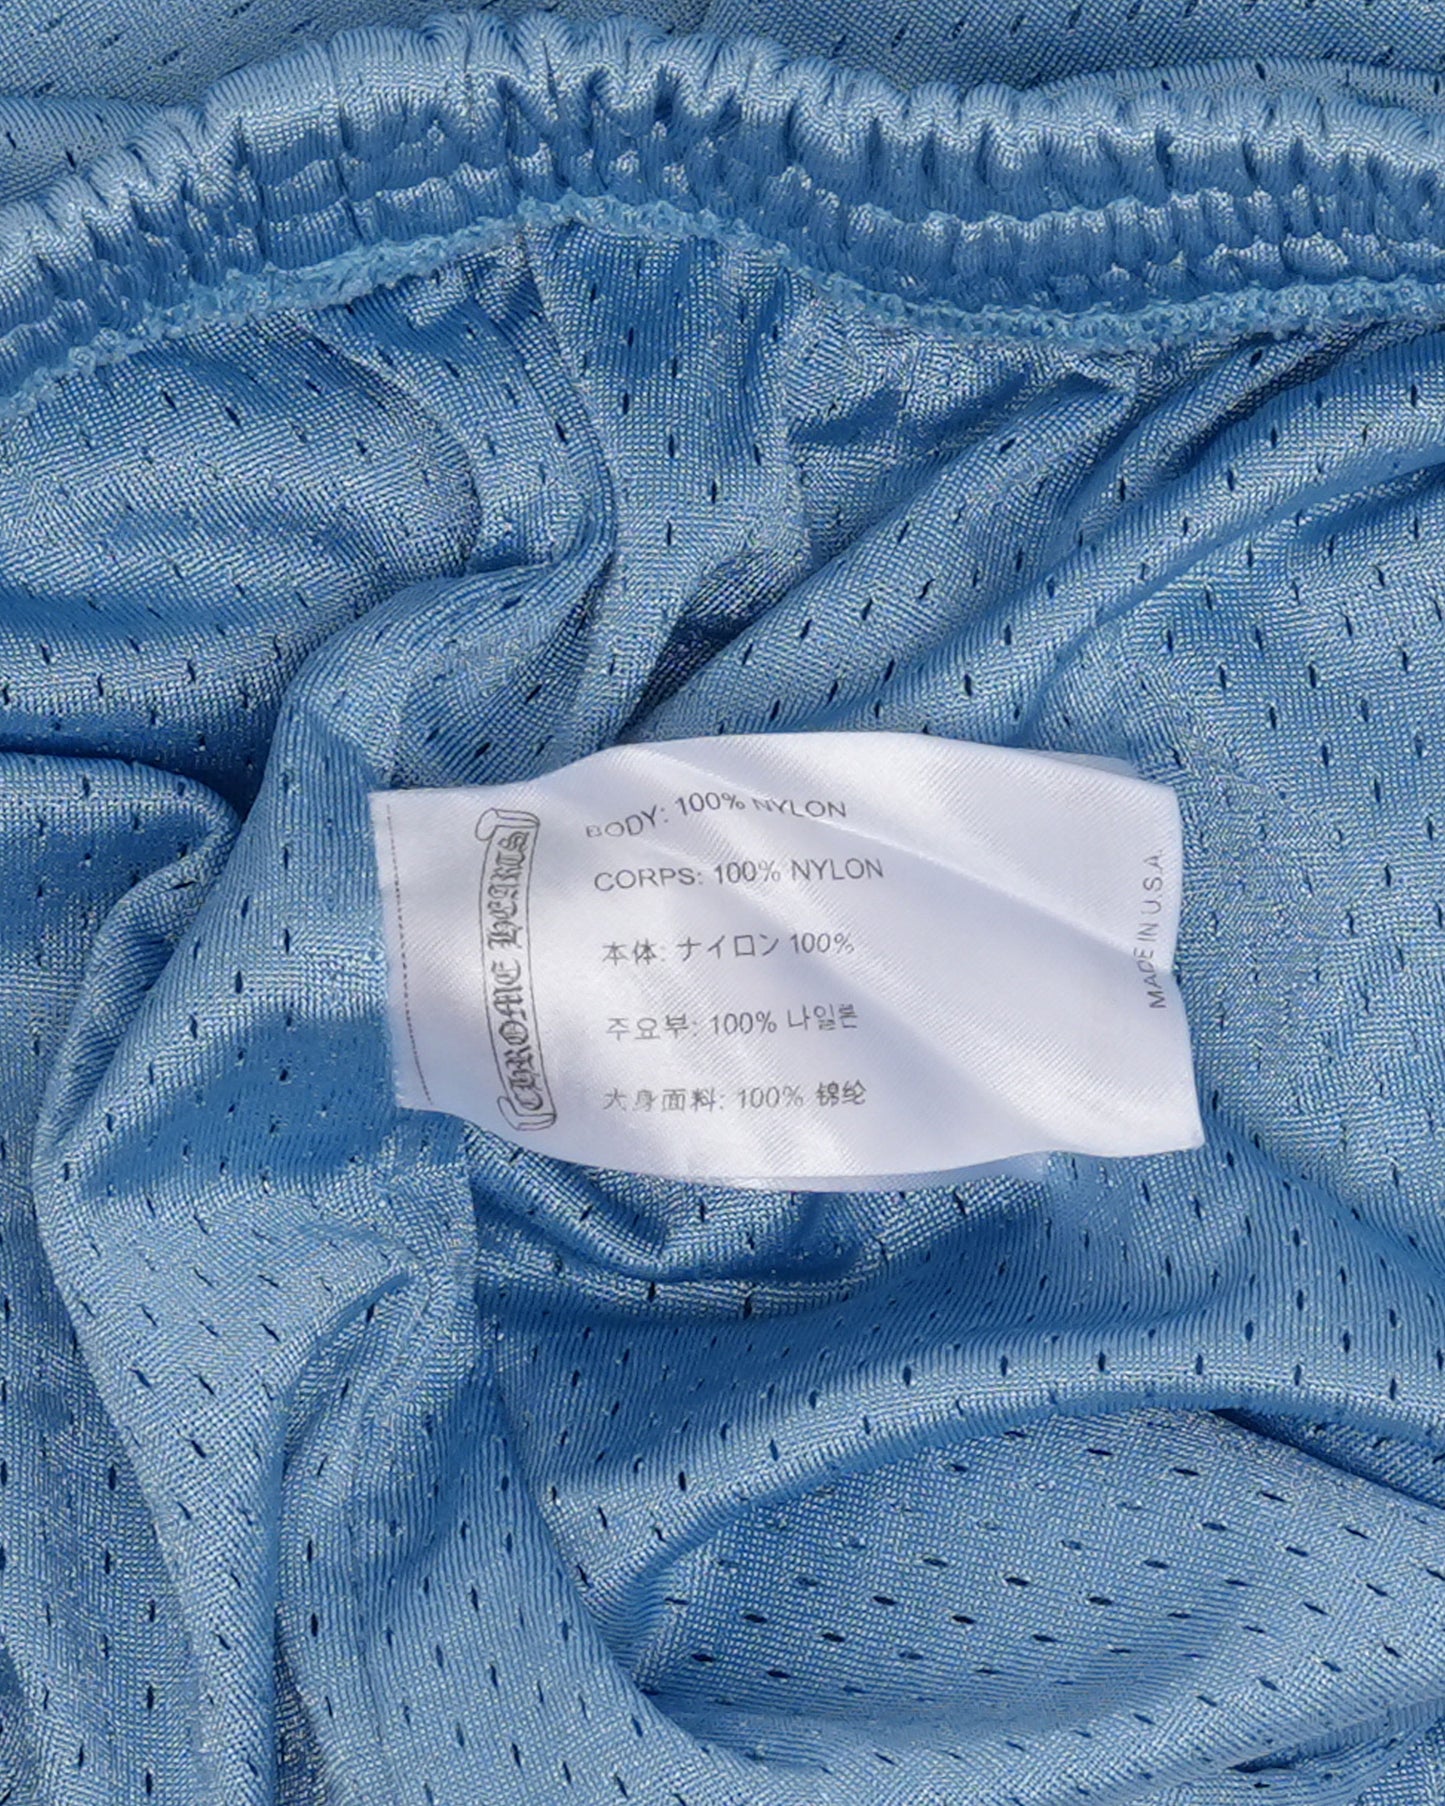 CHROME HEARTS
BODY: 100% NYLON
CORPS: 100% NYLON
本体: ナイロン 100%
주요부: 100% 나일론
大身面料: 100% 锦纶
MADE IN U.S.A.